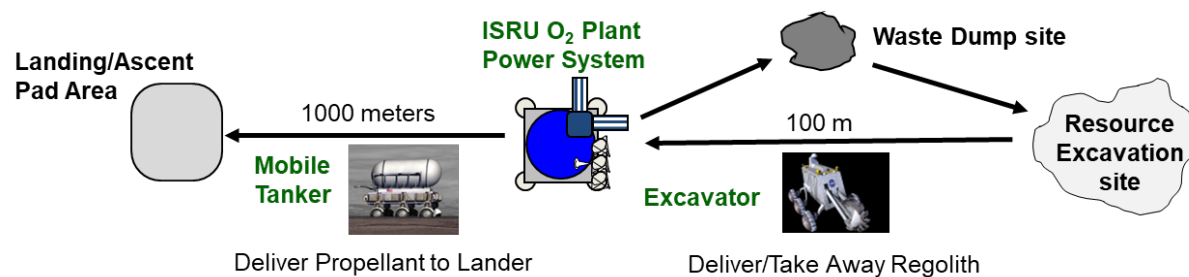 Landing/Ascent
Pad Area
1000 meters
Mobile
Tanker
Deliver Propellant to Lander
ISRU O₂ Plant
Power System
Waste Dump site
100 m
Excavator
Resource
Excavation
site
Deliver/Take Away Regolith